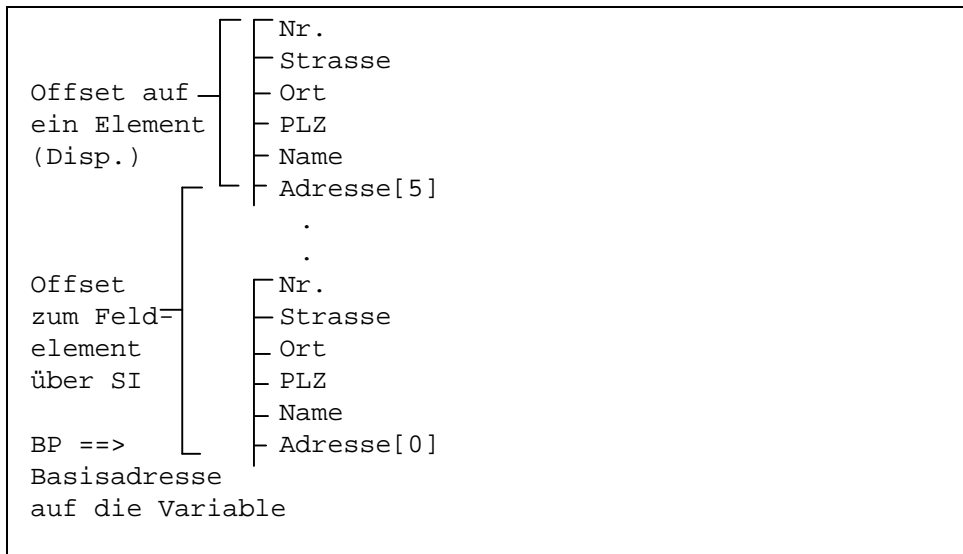 Nr.
Strasse
Offset auf Ort
ein Element PLZ
(Disp.) Name
Adresse[5]
.
.
Offset Nr.
zum Feld- Strasse
element Ort
über SI PLZ
Name
BP ==> Adresse[0]
Basisadresse
auf die Variable